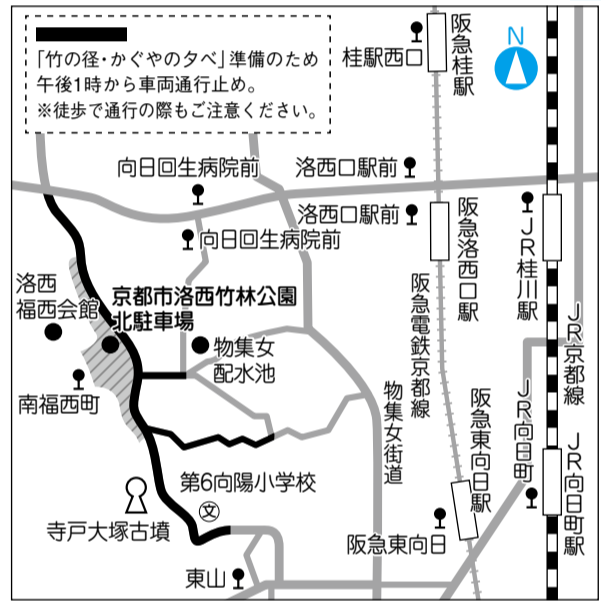 「竹の径・かぐやの夕べ」準備のため
午後1時から車両通行止め。
※徒歩で通行の際もご注意ください。
桂駅西口
阪急桂駅
N
向日回生病院前
洛西口駅前
洛西口駅前
向日回生病院前
阪急洛西口駅
JR桂川駅
洛西
福西会館
京都市洛西竹林公園
北駐車場
物集女
配水池
阪急電鉄京都線
JR京都線
南福西町
物集女街道
阪急東向日駅
JR向日町
JR向日町駅
第6向陽小学校
文
寺戸大塚古墳
阪急東向日
東山